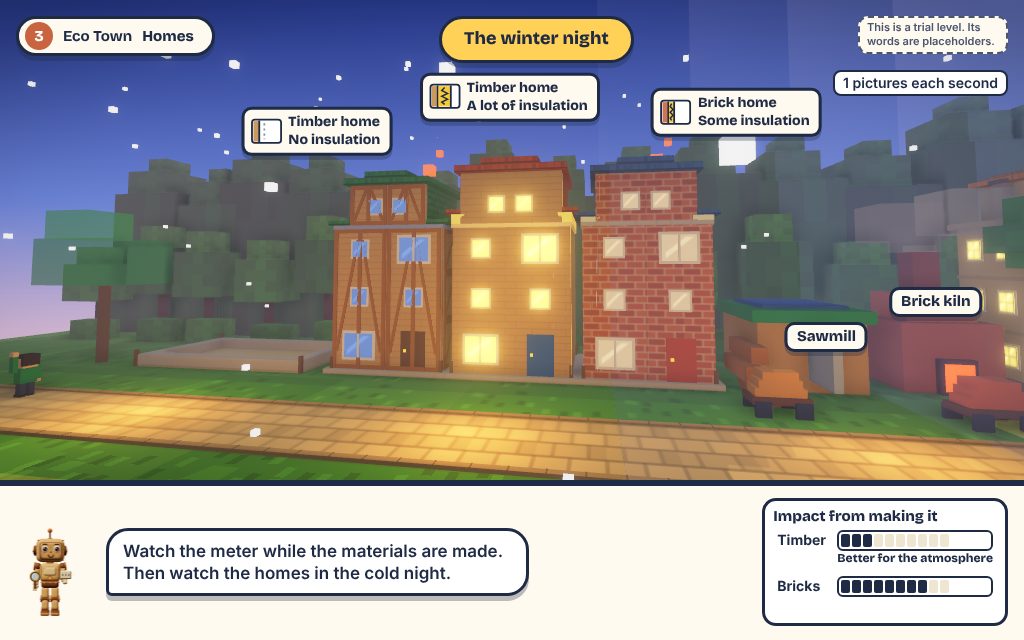 3 Eco Town Homes
The winter night
This is a trial level. Its
words are placeholders.
1 pictures each second
Timber home
A lot of insulation
Brick home
Some insulation
Timber home
No insulation
Brick kiln
Sawmill
Watch the meter while the materials are made.
Then watch the homes in the cold night.
Impact from making it
Timber
Better for the atmosphere
Bricks